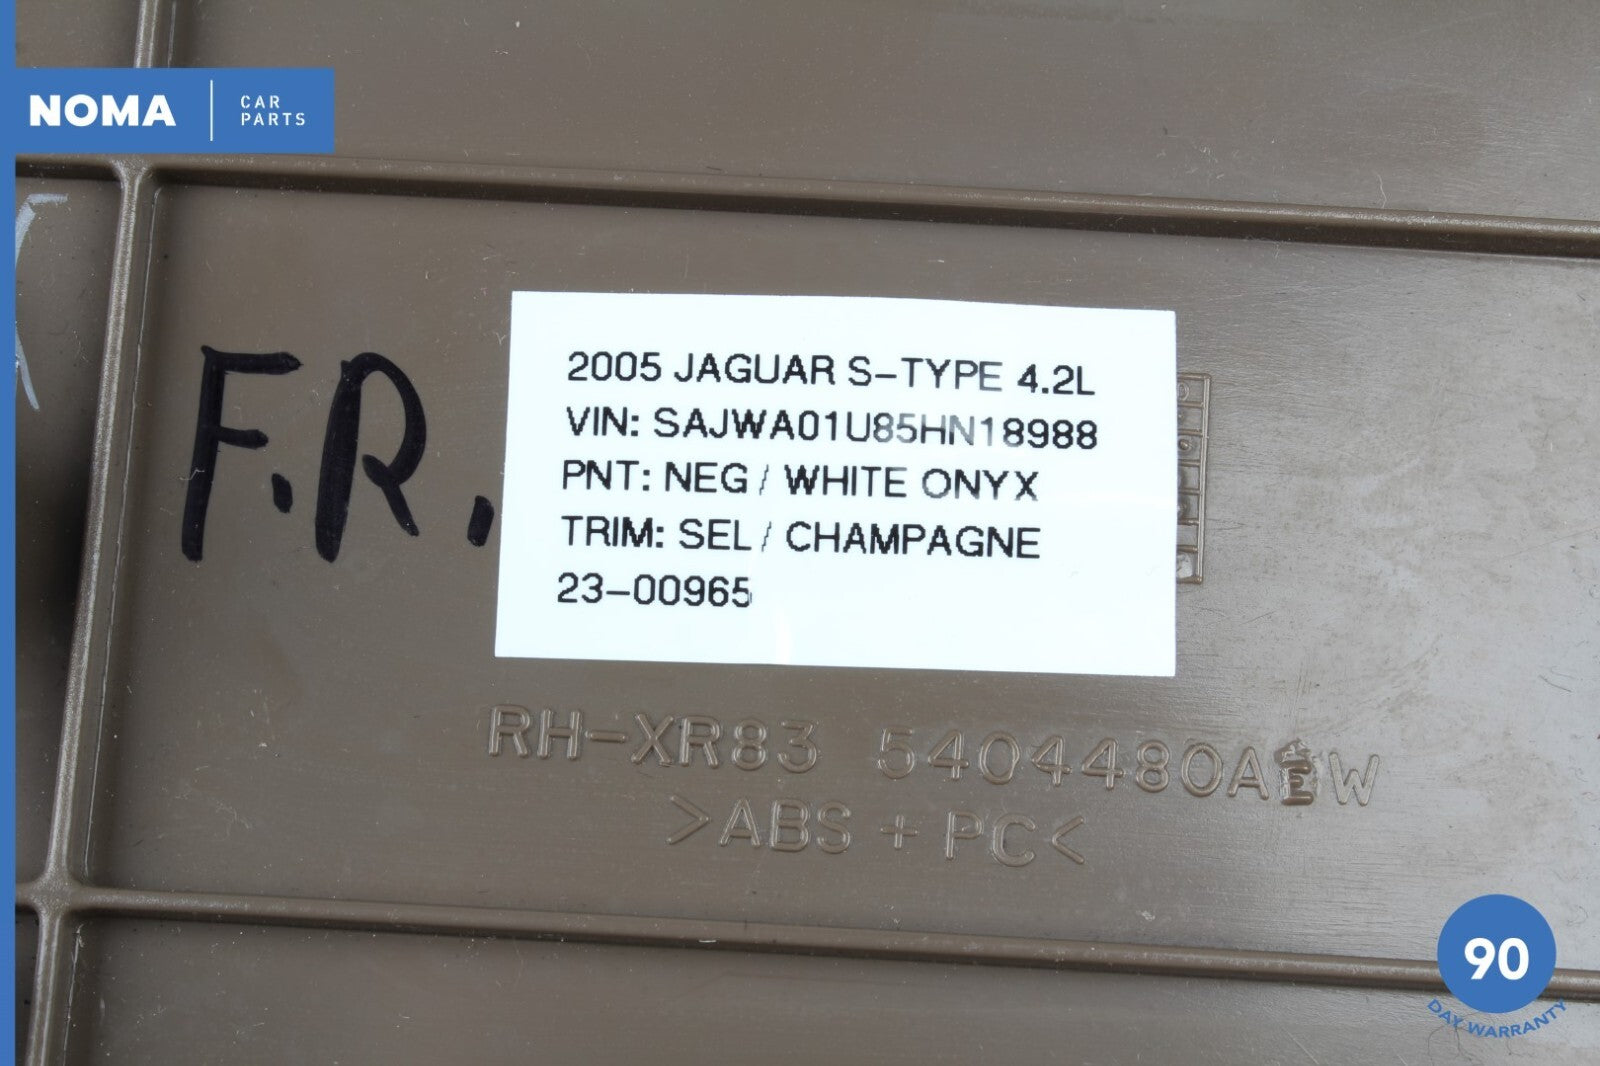 NOMA
CAR
PARTS
F.R.
2005 JAGUAR S-TYPE 4.2L
VIN: SAJWA01U85HN18988
PNT: NEG / WHITE ONYX
TRIM: SEL / CHAMPAGNE
23-00965
RH-XR83 5404480AEW
>ABS + PC<
90
DAY WARRANTY